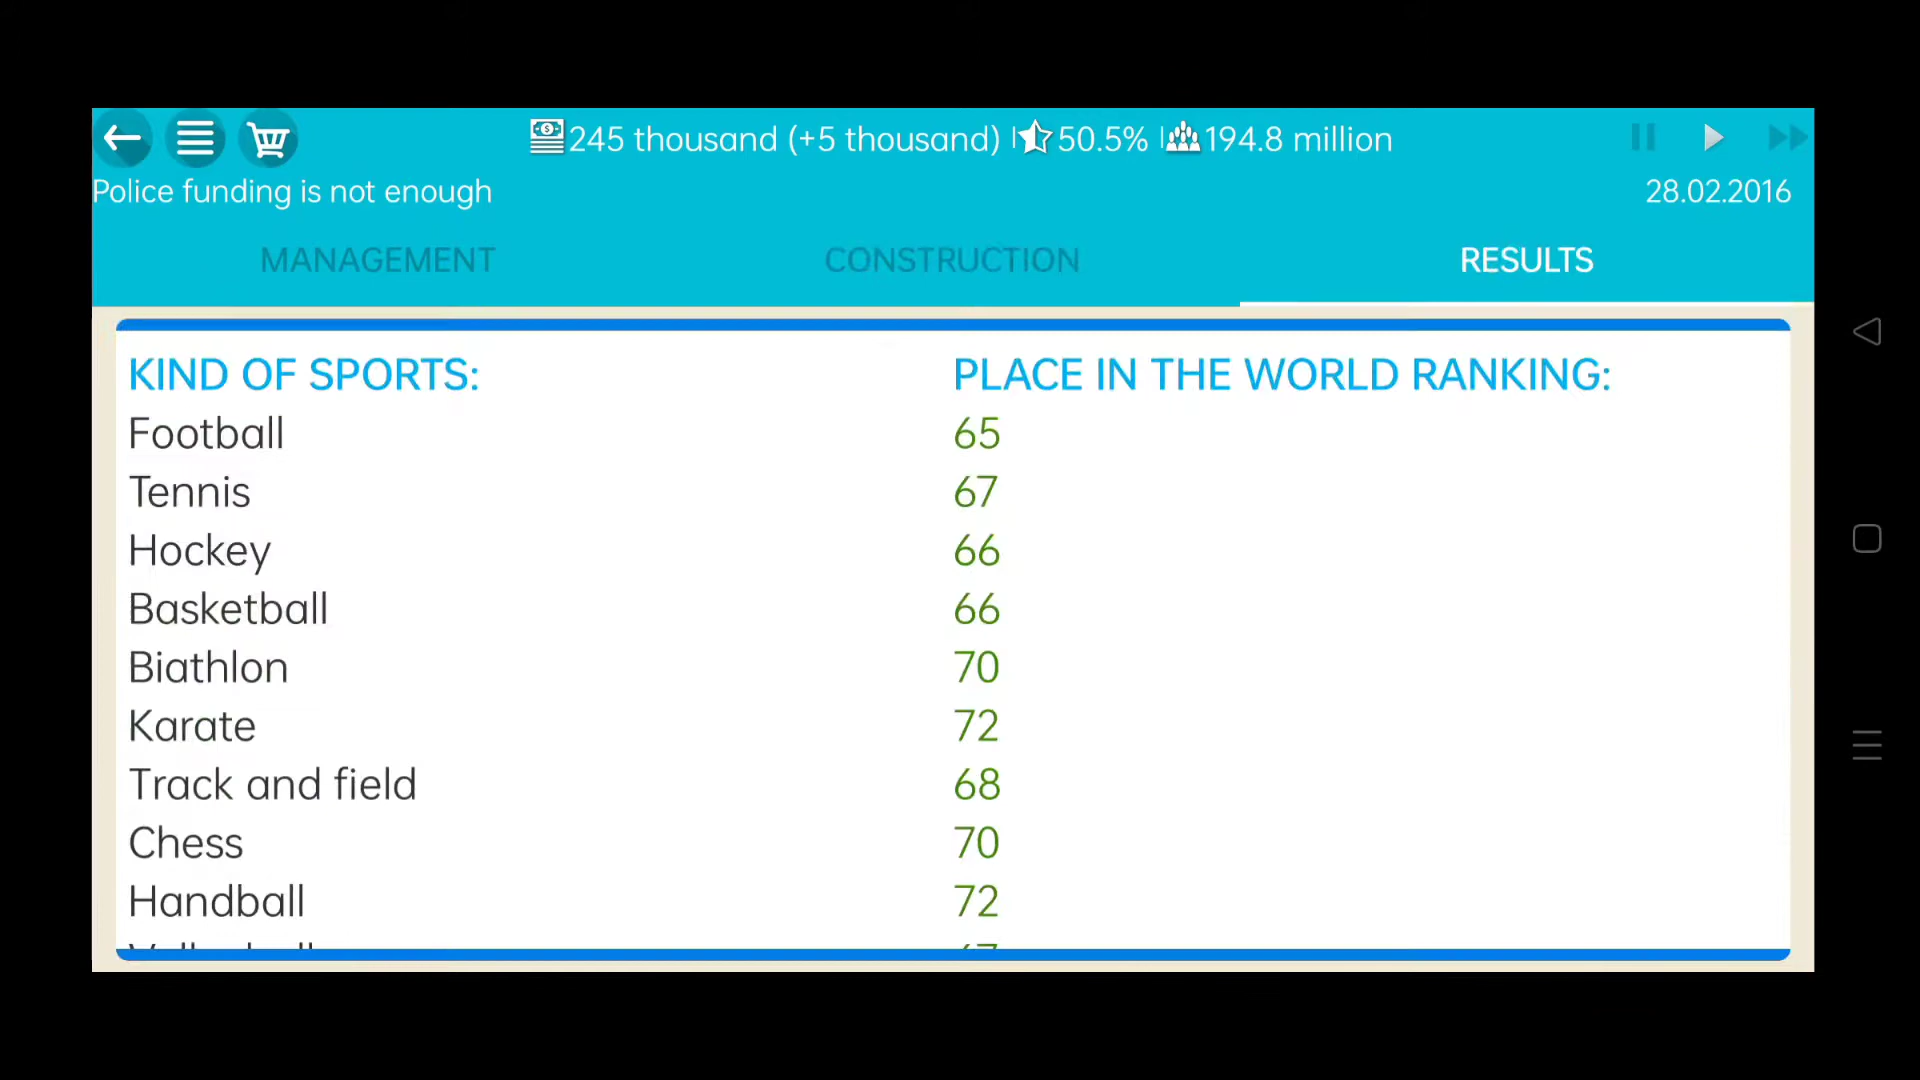 245 thousand (+5 thousand) | 50.5% | 194.8 million
Police funding is not enough
28.02.2016
MANAGEMENT
CONSTRUCTION
RESULTS
KIND OF SPORTS: PLACE IN THE WORLD RANKING:
Football 65
Tennis 67
Hockey 66
Basketball 66
Biathlon 70
Karate 72
Track and field 68
Chess 70
Handball 72